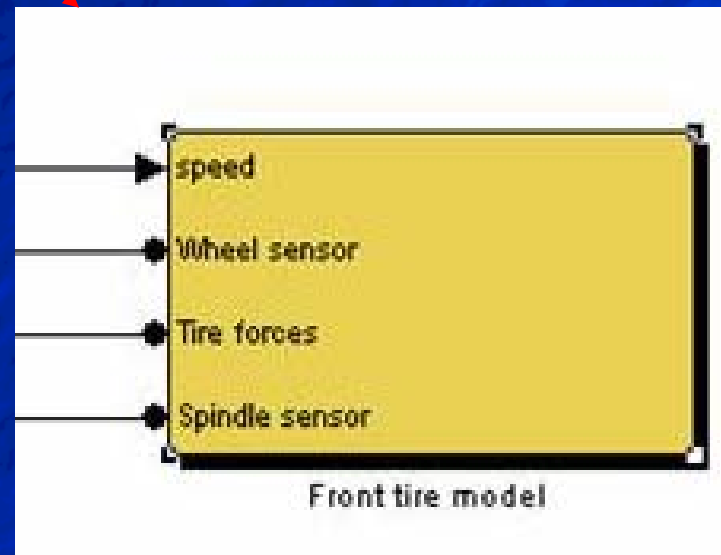 speed
Wheel sensor
Tire forces
Spindle sensor
Front tire model